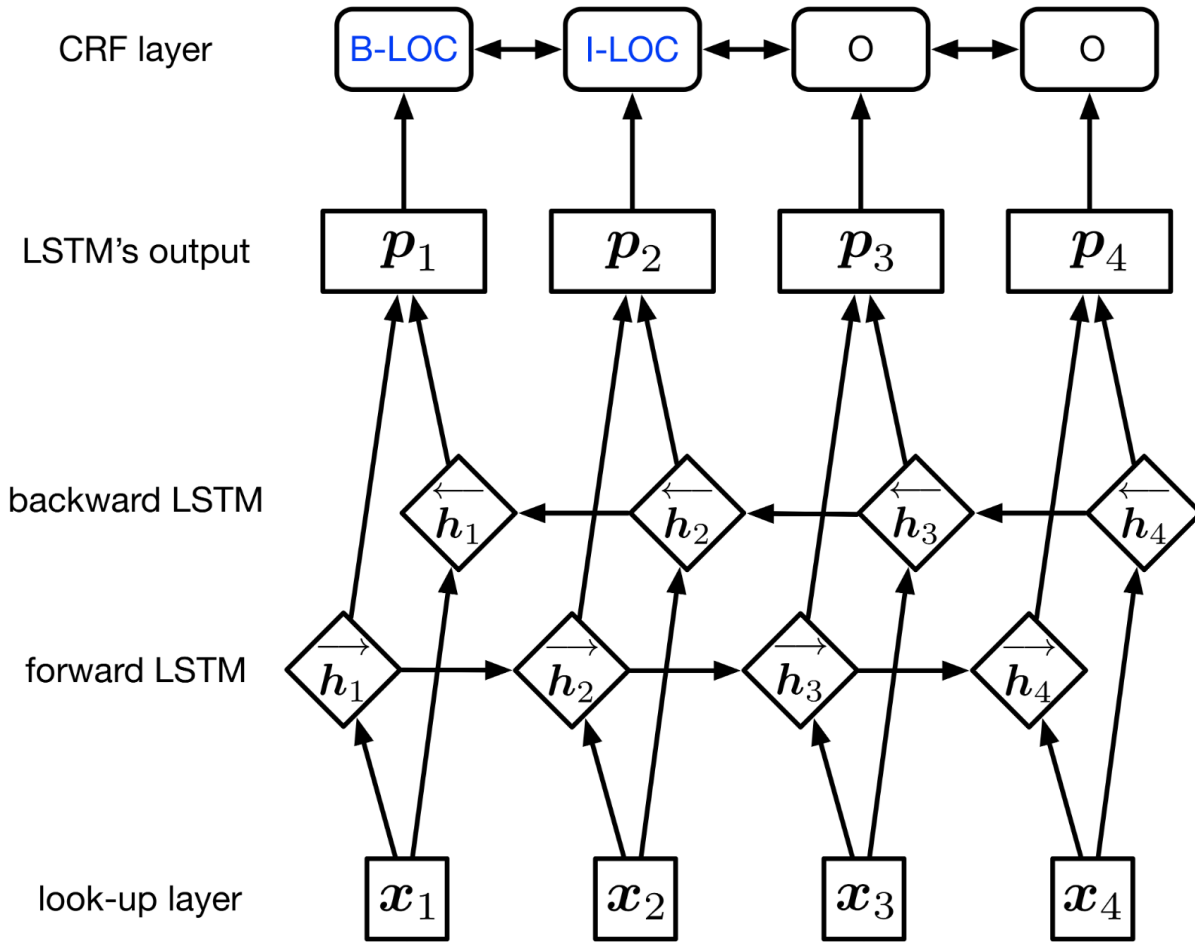 CRF layer B-LOC I-LOC O O
LSTM's output p₁ p₂ p₃ p₄
backward LSTM ←h₁ ←h₂ ←h₃ ←h₄
forward LSTM →h₁ →h₂ →h₃ →h₄
look-up layer x₁ x₂ x₃ x₄